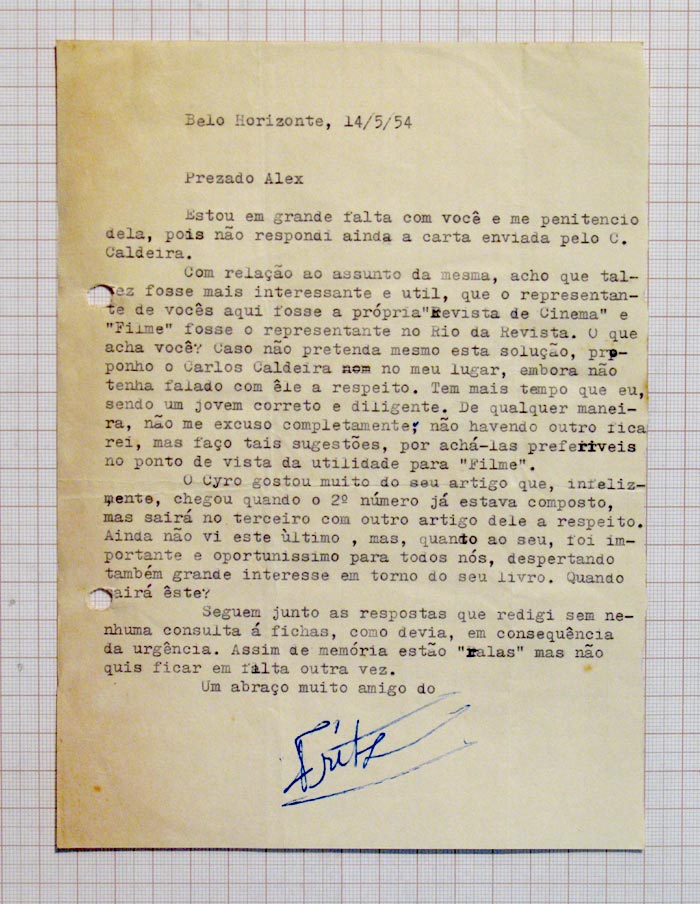 Belo Horizonte, 14/5/54
Prezado Alex
Estou em grande falta com você e me penitencio
dela, pois não respondi ainda a carta enviada pelo C.
Caldeira.
Com relação ao assunto da mesma, acho que tal-
vez fosse mais interessante e util, que o representan-
te de vocês aqui fosse a própria"Revista de Cinema" e
"Filme" fosse o representante no Rio da Revista. O que
acha você? Caso não pretenda mesmo esta solução, pro-
ponho o Carlos Caldeira nom no meu lugar, embora não
tenha falado com êle a respeito. Tem mais tempo que eu,
sendo um jovem correto e diligente. De qualquer manei-
ra, não me excuso completamente; não havendo outro fica
rei, mas faço tais sugestões, por achá-las preferiveis
no ponto de vista da utilidade para "Filme".
O Cyro gostou muito do seu artigo que, infeliz-
mente, chegou quando o 2º número já estava composto,
mas sairá no terceiro com outro artigo dele a respeito.
Ainda não vi este ùltimo , mas, quando ao seu, foi im-
portante e oportunissimo para todos nós, despertando
também grande interesse em torno do seu livro. Quando
sairá êste?
Seguem junto as respostas que redigi sem ne-
nhuma consulta á fichas, como devia, em consequência
da urgência. Assim de memória estão "ralas" mas não
quis ficar em falta outra vez.
Um abraço muito amigo do
Fritz